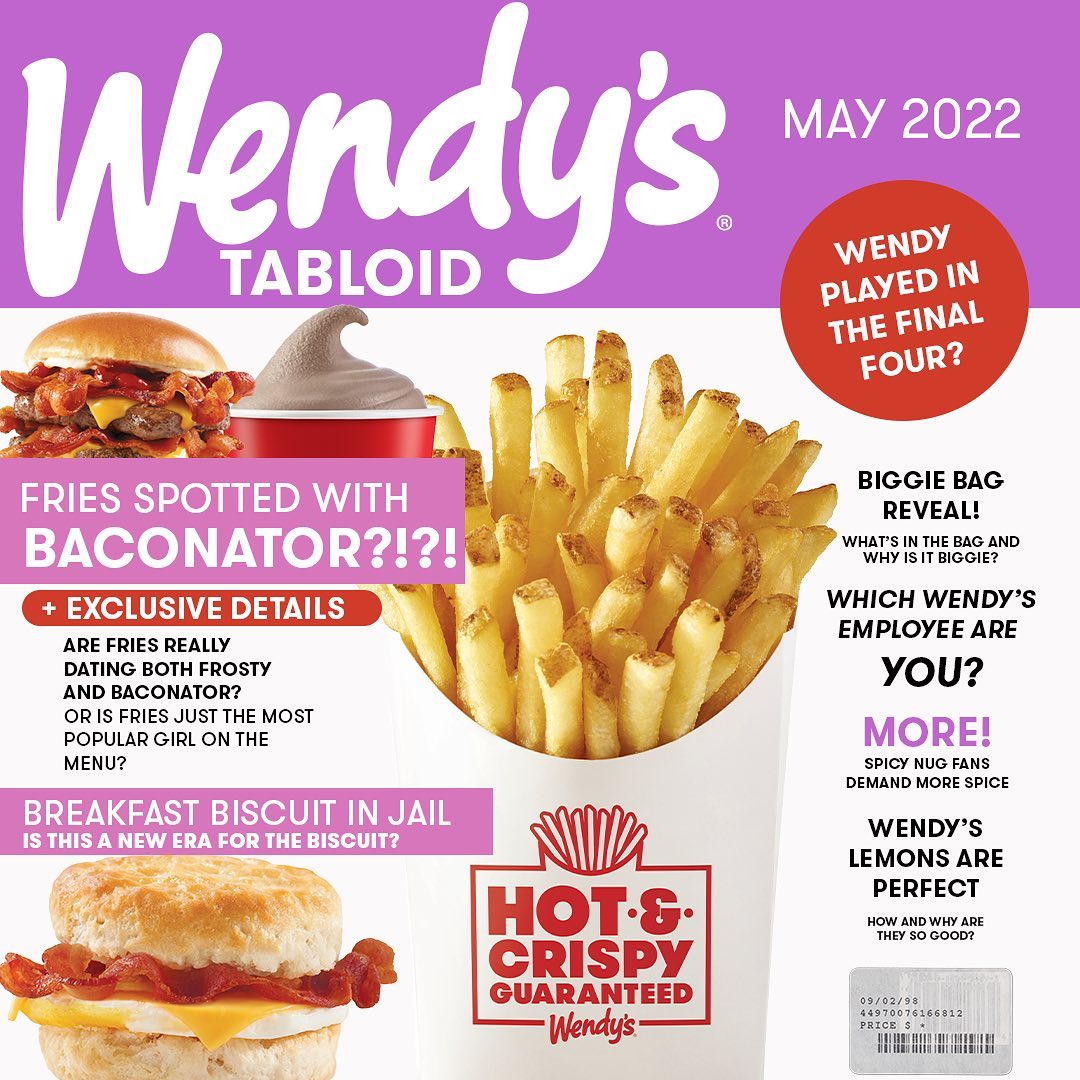 Wendy's®
TABLOID
MAY 2022
WENDY
PLAYED IN
THE FINAL
FOUR?
FRIES SPOTTED WITH
BACONATOR?!?!
+ EXCLUSIVE DETAILS
ARE FRIES REALLY
DATING BOTH FROSTY
AND BACONATOR?
OR IS FRIES JUST THE MOST
POPULAR GIRL ON THE
MENU?
BREAKFAST BISCUIT IN JAIL
IS THIS A NEW ERA FOR THE BISCUIT?
BIGGIE BAG
REVEAL!
WHAT'S IN THE BAG AND
WHY IS IT BIGGIE?
WHICH WENDY'S
EMPLOYEE ARE
YOU?
MORE!
SPICY NUG FANS
DEMAND MORE SPICE
WENDY'S
LEMONS ARE
PERFECT
HOW AND WHY ARE
THEY SO GOOD?
HOT·&·
CRISPY
GUARANTEED
Wendy's
09/02/98
44970076166812
PRICE $ *